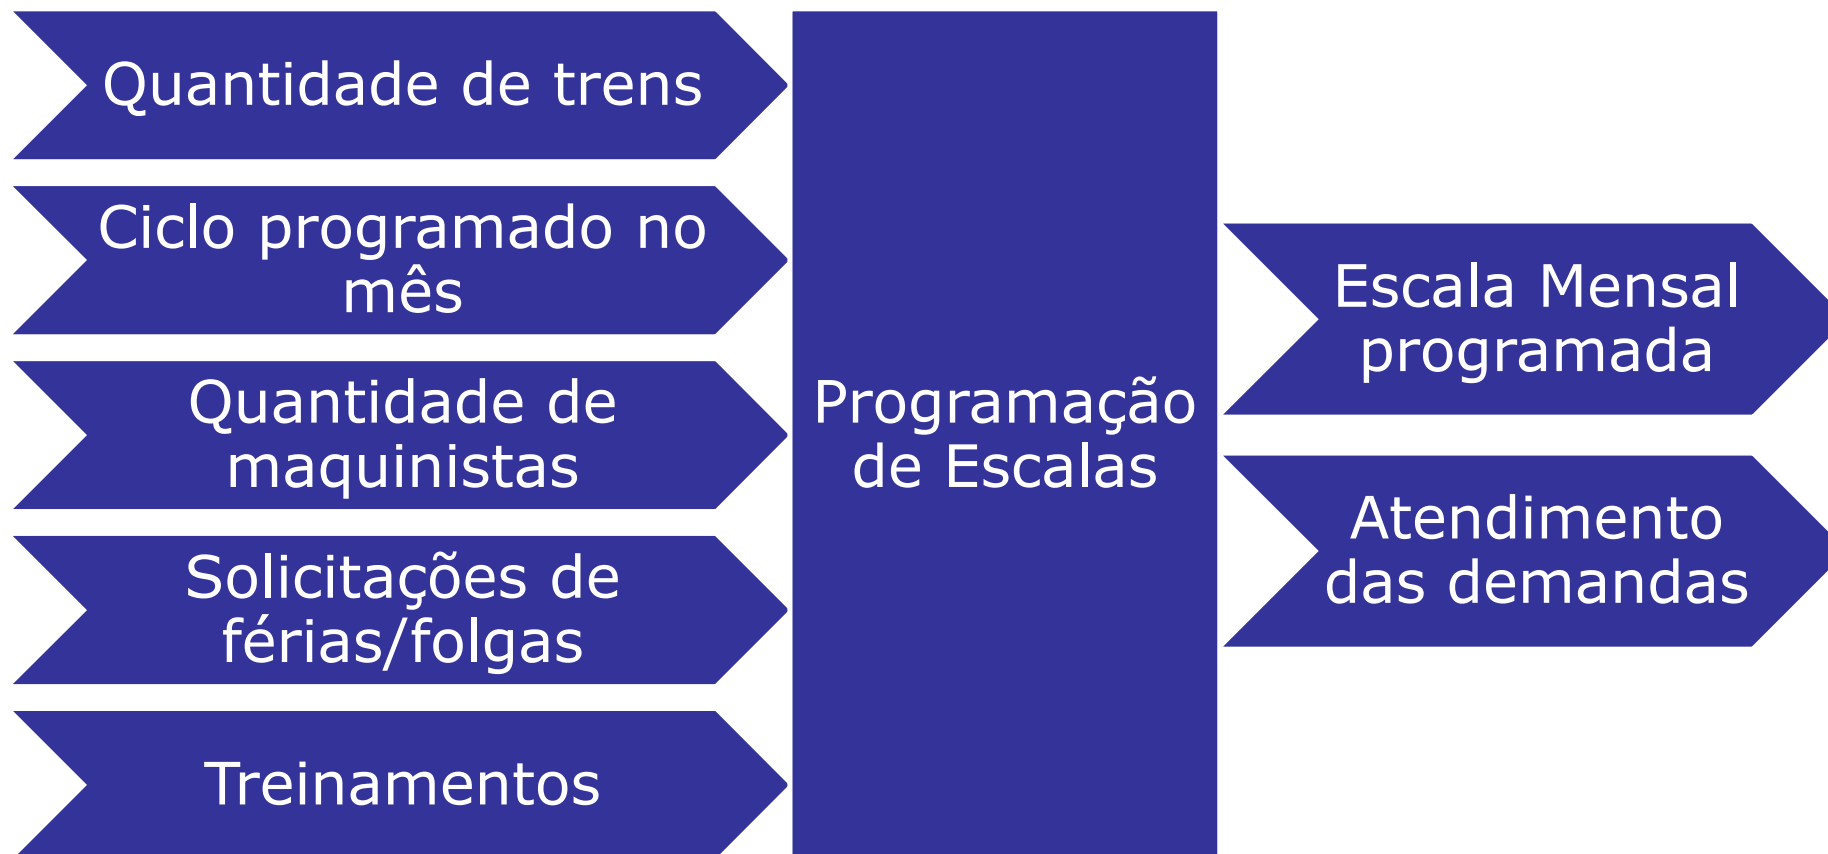 Quantidade de trens
Ciclo programado no
mês
Quantidade de
maquinistas
Solicitações de
férias/folgas
Treinamentos
Programação
de Escalas
Escala Mensal
programada
Atendimento
das demandas